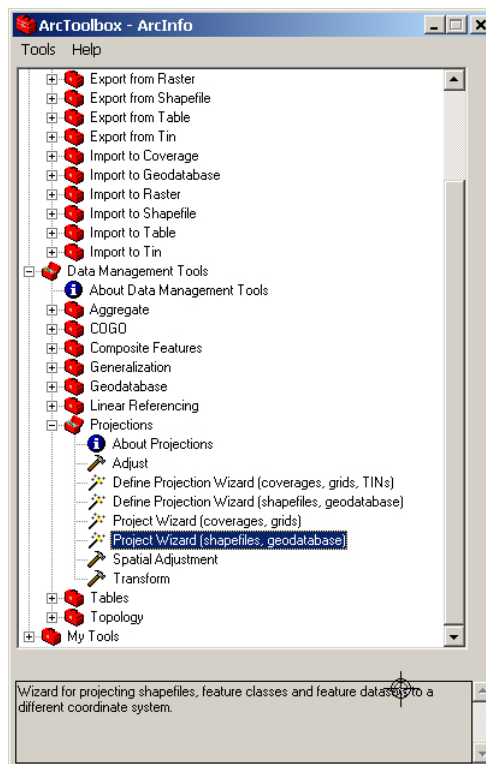 ArcToolbox - ArcInfo
Tools Help
Export from Raster
Export from Shapefile
Export from Table
Export from Tin
Import to Coverage
Import to Geodatabase
Import to Raster
Import to Shapefile
Import to Table
Import to Tin
Data Management Tools
About Data Management Tools
Aggregate
COGO
Composite Features
Generalization
Geodatabase
Linear Referencing
Projections
About Projections
Adjust
Define Projection Wizard (coverages, grids, TINs)
Define Projection Wizard (shapefiles, geodatabase)
Project Wizard (coverages, grids)
Project Wizard (shapefiles, geodatabase)
Spatial Adjustment
Transform
Tables
Topology
My Tools
Wizard for projecting shapefiles, feature classes and feature datasets to a
different coordinate system.